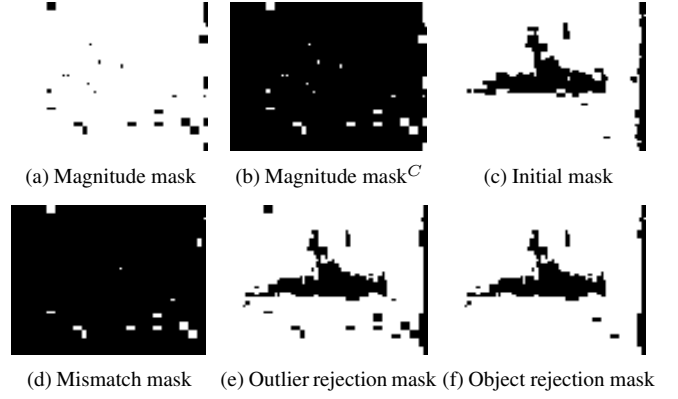 (a) Magnitude mask (b) Magnitude mask^C (c) Initial mask
(d) Mismatch mask (e) Outlier rejection mask (f) Object rejection mask